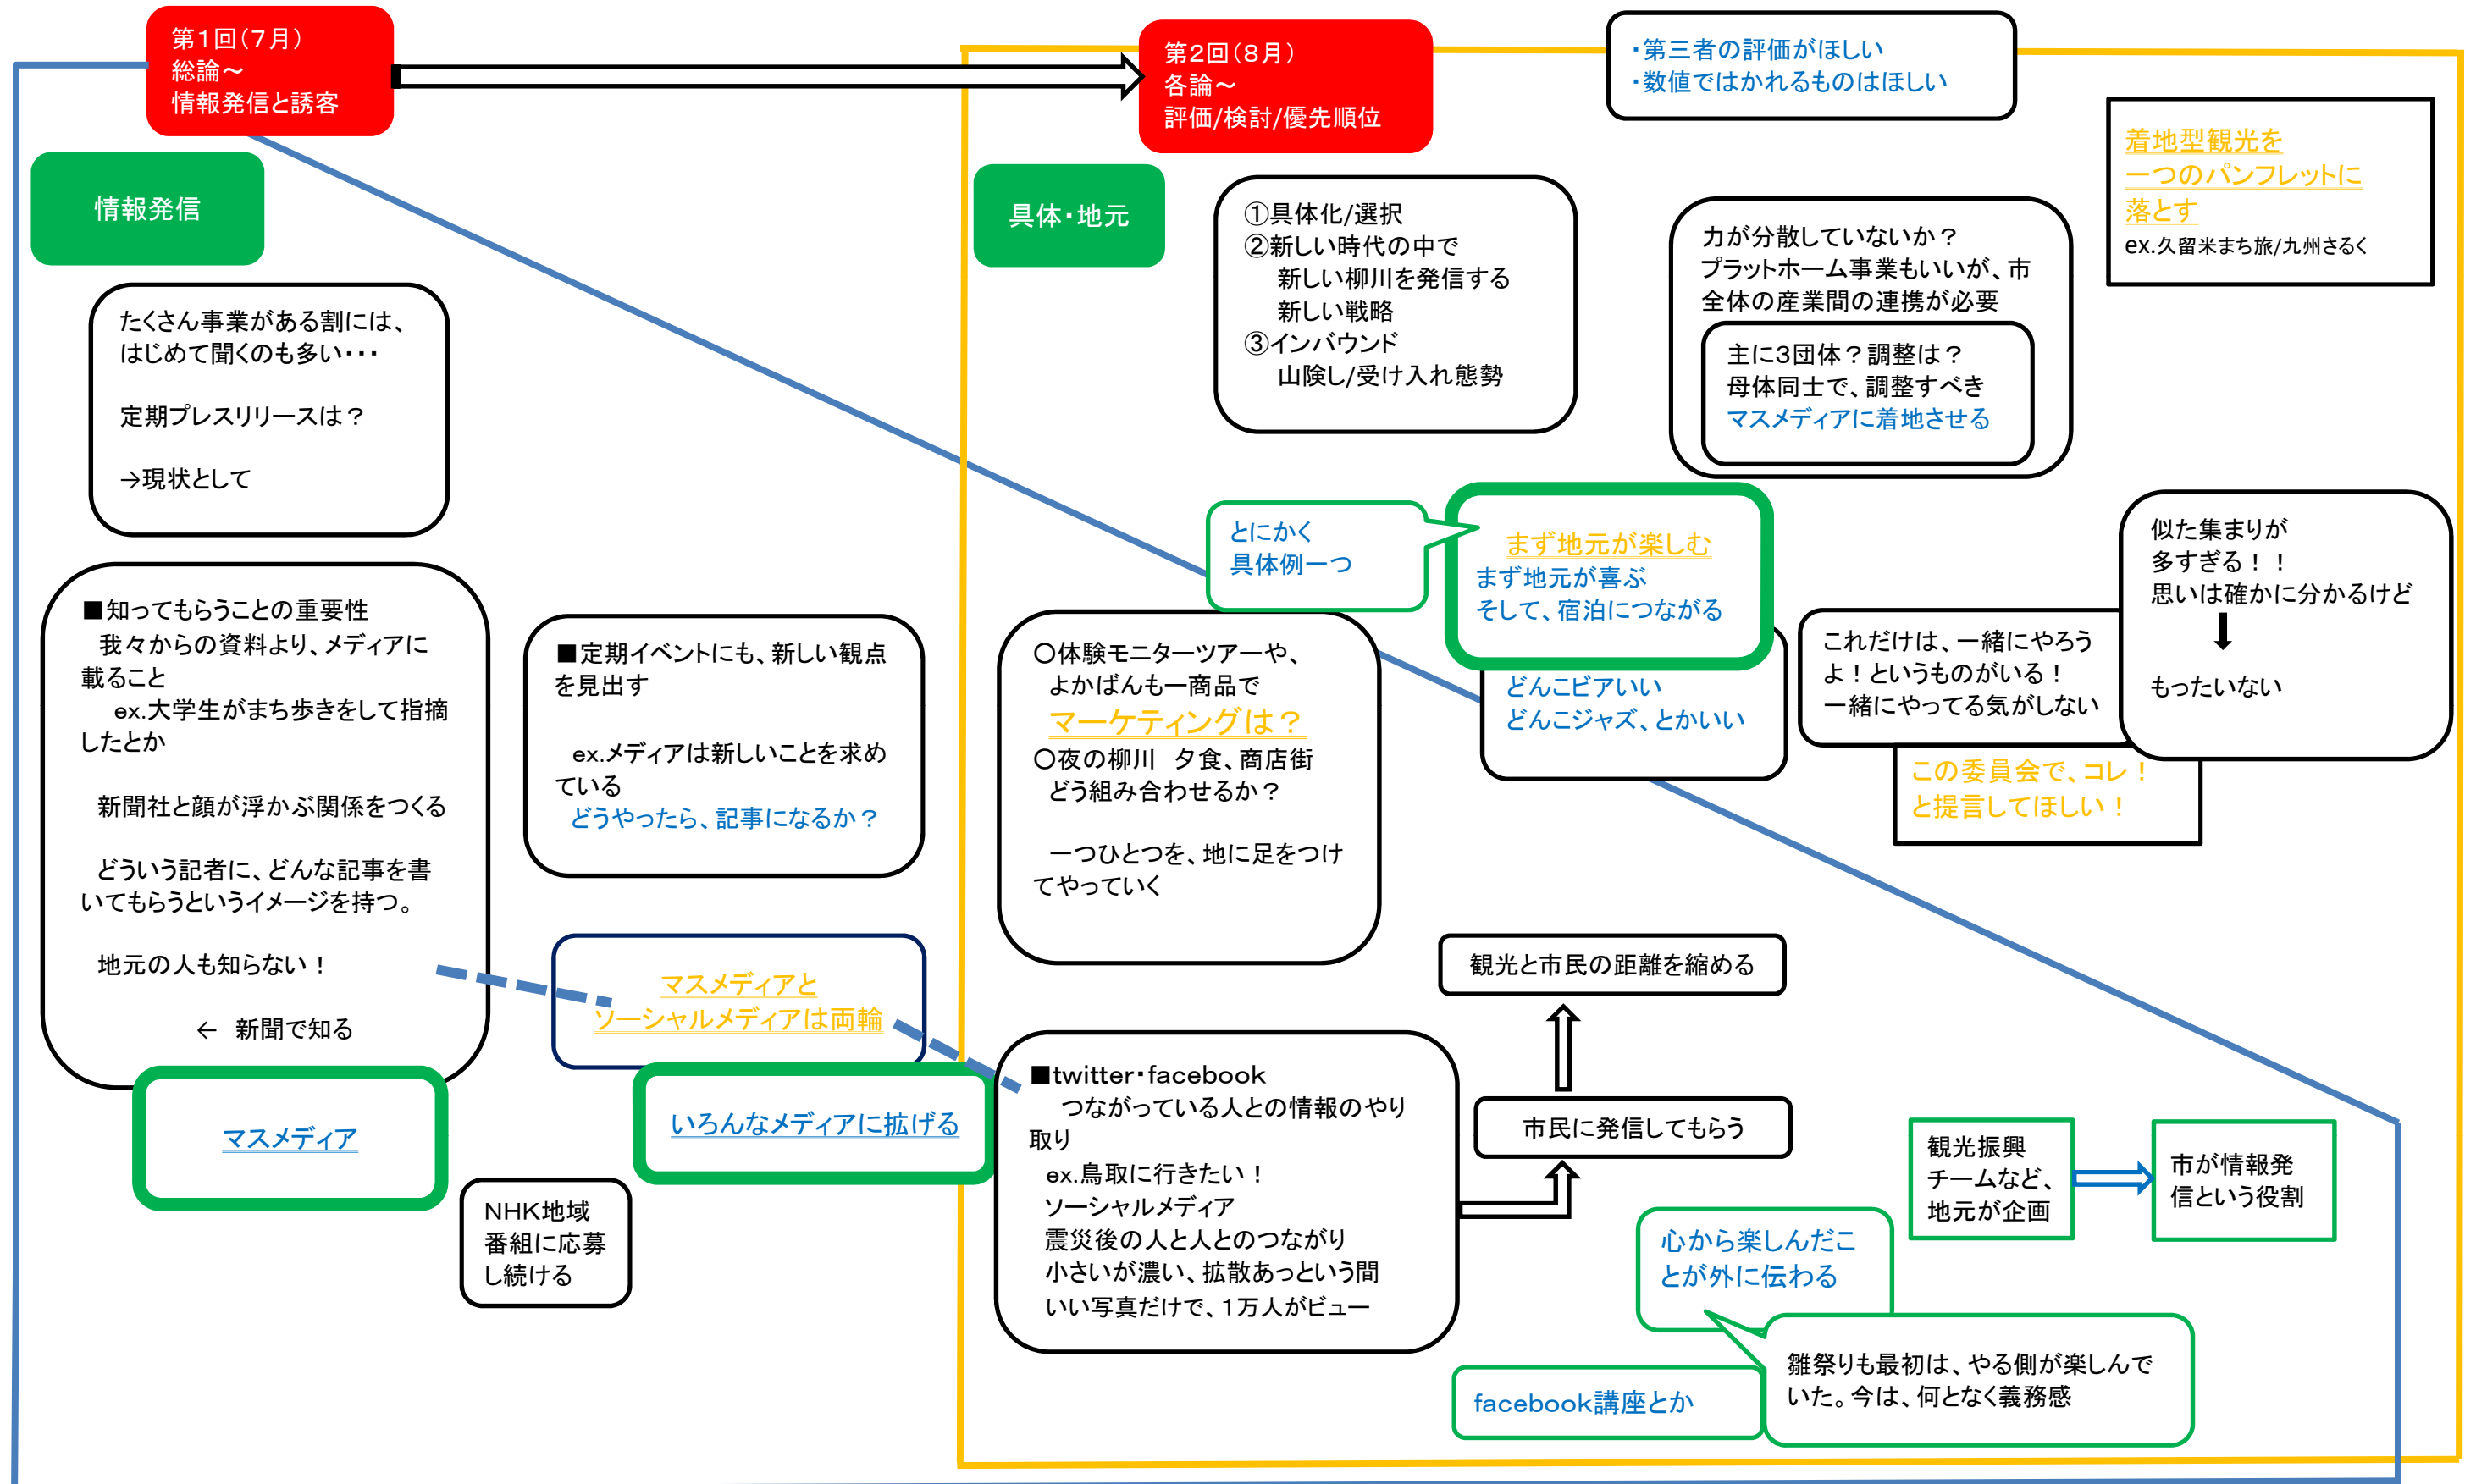 第1回(7月)
総論～
情報発信と誘客
第2回(8月)
各論～
評価/検討/優先順位
・第三者の評価がほしい
・数値ではかれるものはほしい
着地型観光を
一つのパンフレットに
落とす
ex.久留米まち旅/九州さるく
情報発信
具体・地元
①具体化/選択
②新しい時代の中で
新しい柳川を発信する
新しい戦略
③インバウンド
山険し/受け入れ態勢
力が分散していないか？
プラットホーム事業もいいが、市
全体の産業間の連携が必要
主に3団体？調整は？
母体同士で、調整すべき
マスメディアに着地させる
たくさん事業がある割には、
はじめて聞くのも多い・・・
定期プレスリリースは？
→現状として
とにかく
具体例一つ
まず地元が楽しむ
まず地元が喜ぶ
そして、宿泊につながる
どんこビアいい
どんこジャズ、とかいい
似た集まりが
多すぎる！！
思いは確かに分かるけど
もったいない
これだけは、一緒にやろう
よ！というものがいる！
一緒にやってる気がしない
この委員会で、コレ！
と提言してほしい！
■知ってもらうことの重要性
我々からの資料より、メディアに
載ること
ex.大学生がまち歩きをして指摘
したとか
新聞社と顔が浮かぶ関係をつくる
どういう記者に、どんな記事を書
いてもらうというイメージを持つ。
地元の人も知らない！
← 新聞で知る
■定期イベントにも、新しい観点
を見出す
ex.メディアは新しいことを求め
ている
どうやったら、記事になるか？
○体験モニターツアーや、
よかばんも一商品で
マーケティングは？
○夜の柳川 夕食、商店街
どう組み合わせるか？
一つひとつを、地に足をつけ
てやっていく
マスメディアと
ソーシャルメディアは両輪
マスメディア
いろんなメディアに拡げる
NHK地域
番組に応募
し続ける
■twitter・facebook
つながっている人との情報のやり
取り
ex.鳥取に行きたい！
ソーシャルメディア
震災後の人と人とのつながり
小さいが濃い、拡散あっという間
いい写真だけで、1万人がビュー
観光と市民の距離を縮める
市民に発信してもらう
観光振興
チームなど、
地元が企画
市が情報発
信という役割
心から楽しんだこ
とが外に伝わる
雛祭りも最初は、やる側が楽しんで
いた。今は、何となく義務感
facebook講座とか